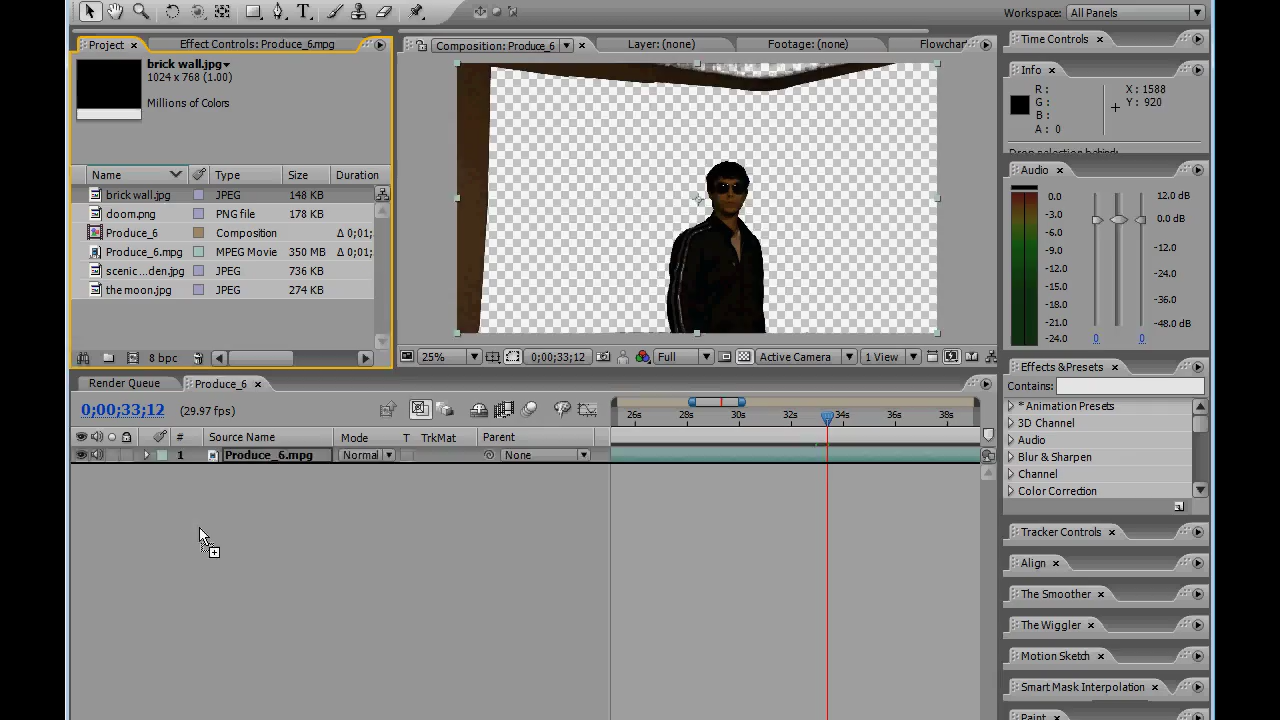 T
Workspace: All Panels
Project
Effect Controls: Produce_6.mpg
brick wall.jpg
1024 x 768 (1.00)
Millions of Colors
Name Type Size Duration
brick wall.jpg JPEG 148 KB
doom.png PNG file 178 KB
Produce_6 Composition Δ 0;01;
Produce_6.mpg MPEG Movie 350 MB Δ 0;01;
scenic ...den.jpg JPEG 736 KB
the moon.jpg JPEG 274 KB
8 bpc
Composition: Produce_6
Layer: (none)
Footage: (none)
Flowchar
25%
0;00;33;12
Full
Active Camera
1 View
Time Controls
Info
R :
G :
B :
A : 0
X : 1588
Y : 920
Drop selection behind:
Audio
0.0
-3.0
-6.0
-9.0
-12.0
-15.0
-18.0
-21.0
-24.0
12.0 dB
0.0 dB
-12.0
-24.0
-36.0
-48.0 dB
0
0
Effects & Presets
Contains:
* Animation Presets
3D Channel
Audio
Blur & Sharpen
Channel
Color Correction
Tracker Controls
Align
The Smoother
The Wiggler
Motion Sketch
Smart Mask Interpolation
Paint
Render Queue
Produce_6
0;00;33;12 (29.97 fps)
26s 28s 30s 32s 34s 36s 38s
# Source Name Mode T TrkMat Parent
1 Produce_6.mpg Normal None